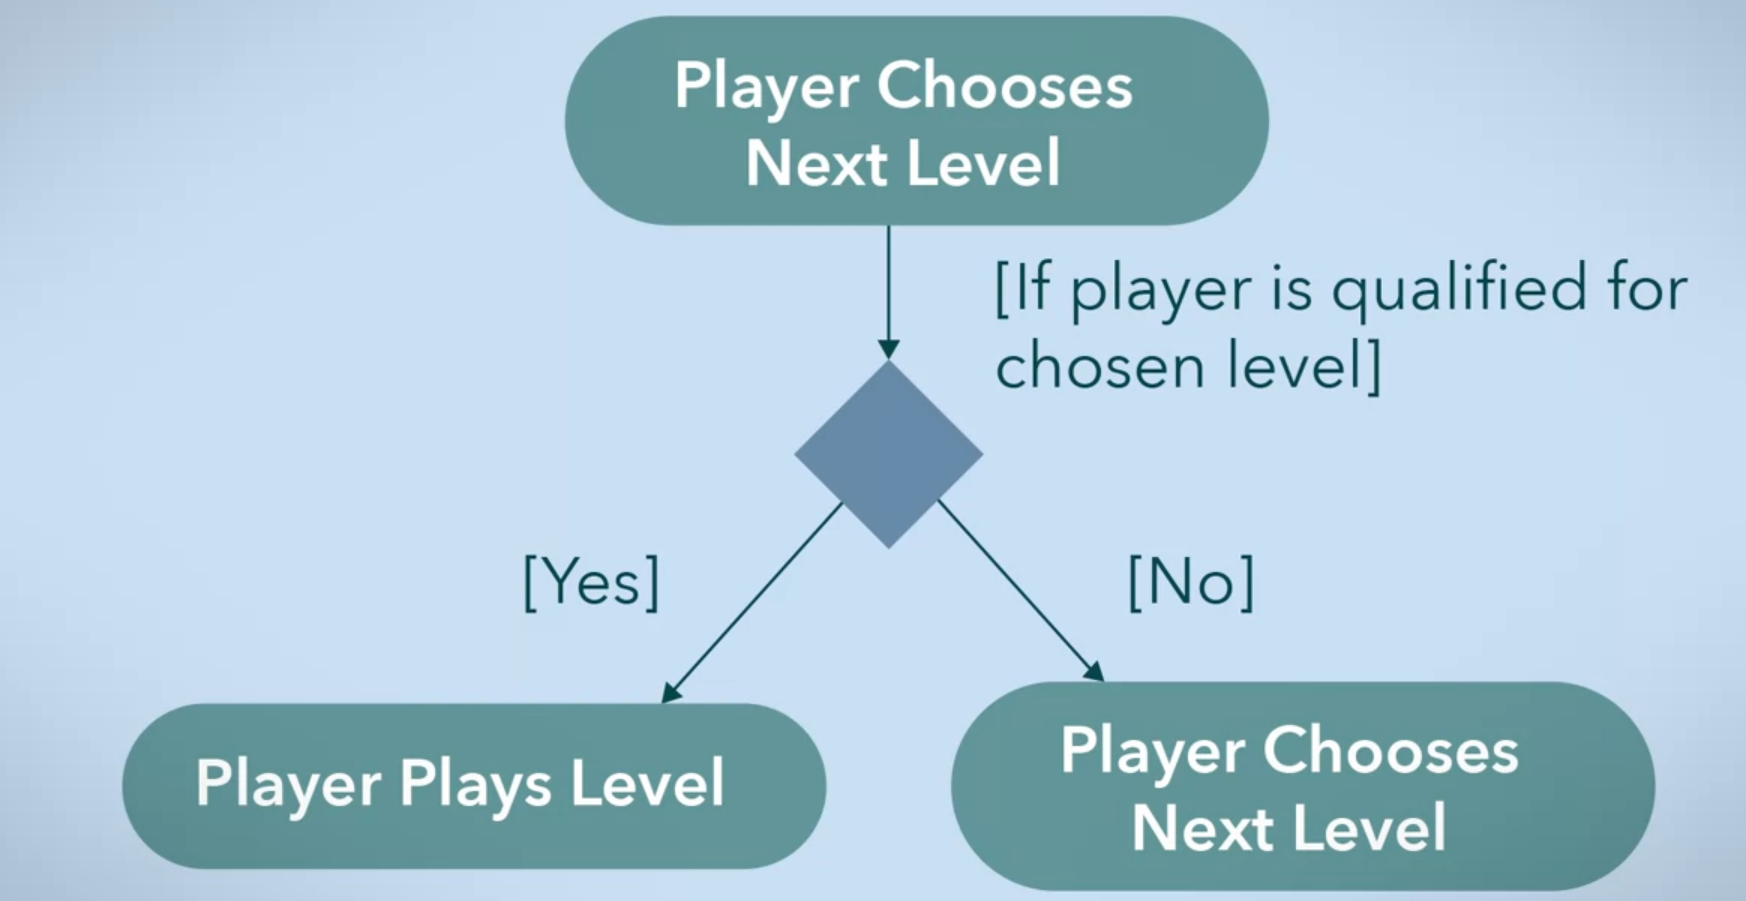 Player Chooses
Next Level
[If player is qualified for
chosen level]
[Yes]
[No]
Player Plays Level
Player Chooses
Next Level